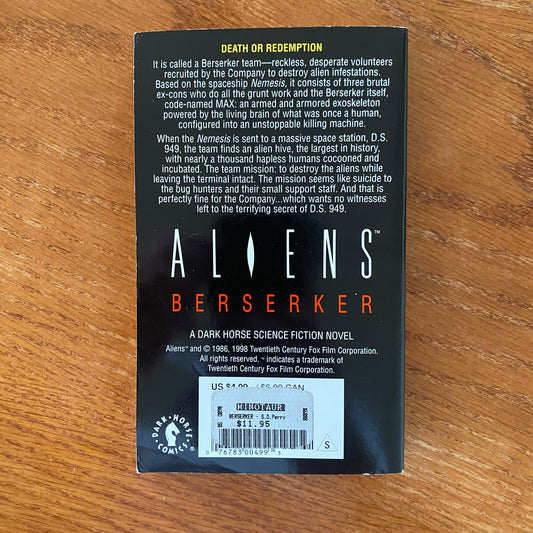 DEATH OR REDEMPTION
It is called a Berserker team—reckless, desperate volunteers
recruited by the Company to destroy alien infestations.
Based on the spaceship Nemesis, it consists of three brutal
ex-cons who do all the grunt work and the Berserker itself,
code-named MAX: an armed and armored exoskeleton
powered by the living brain of what was once a human,
configured into an unstoppable killing machine.
When the Nemesis is sent to a massive space station, D.S.
949, the team finds an alien hive, the largest in history,
with nearly a thousand hapless humans cocooned and
incubated. The team mission: to destroy the aliens while
leaving the terminal intact. The mission seems like suicide to
the bug hunters and their small support staff. And that is
perfectly fine for the Company...which wants no witnesses
left to the terrifying secret of D.S. 949.
ALIENS™
BERSERKER
A DARK HORSE SCIENCE FICTION NOVEL
Aliens™ and © 1986, 1998 Twentieth Century Fox Film Corporation.
All rights reserved. ™ indicates a trademark of
Twentieth Century Fox Film Corporation.
US $4.99 / $6.99 CAN
MINOTAUR
BERSERKER - S.D.Perry
$11.95
S
0 76783 00499 3
DARK HORSE COMICS
®